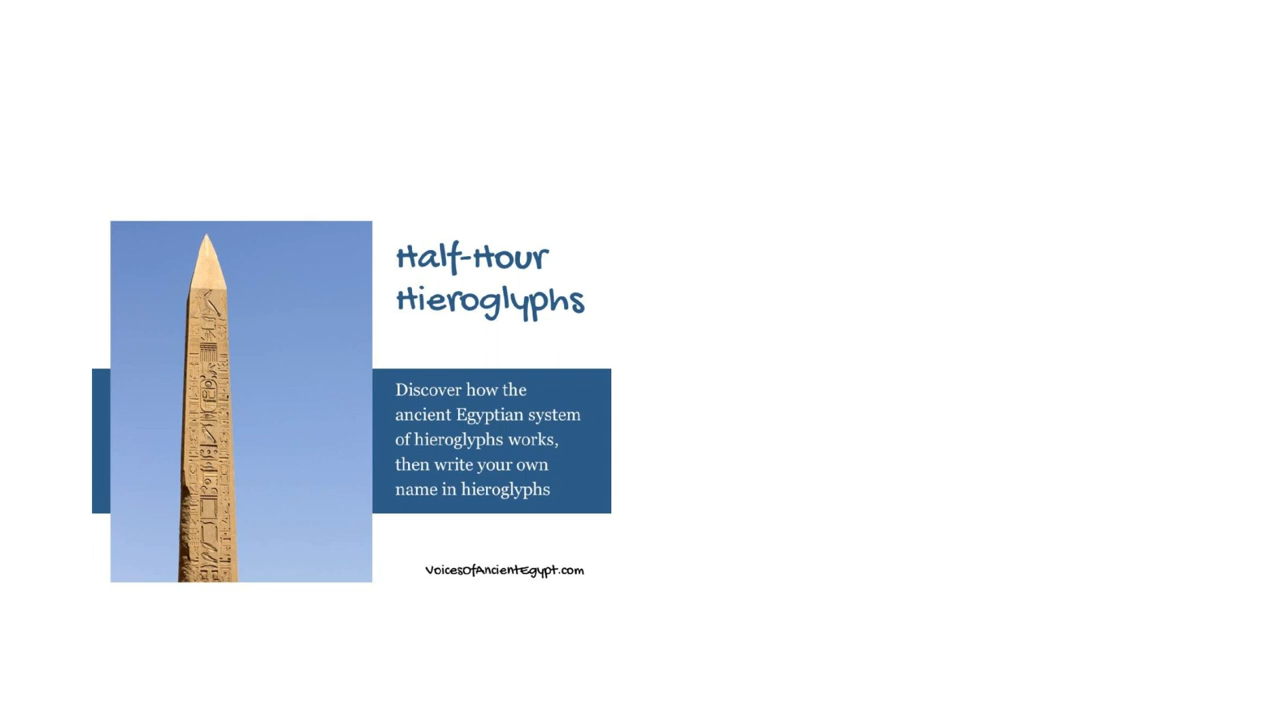 Half-Hour
Hieroglyphs
Discover how the
ancient Egyptian system
of hieroglyphs works,
then write your own
name in hieroglyphs
VoicesOfAncientEgypt.com